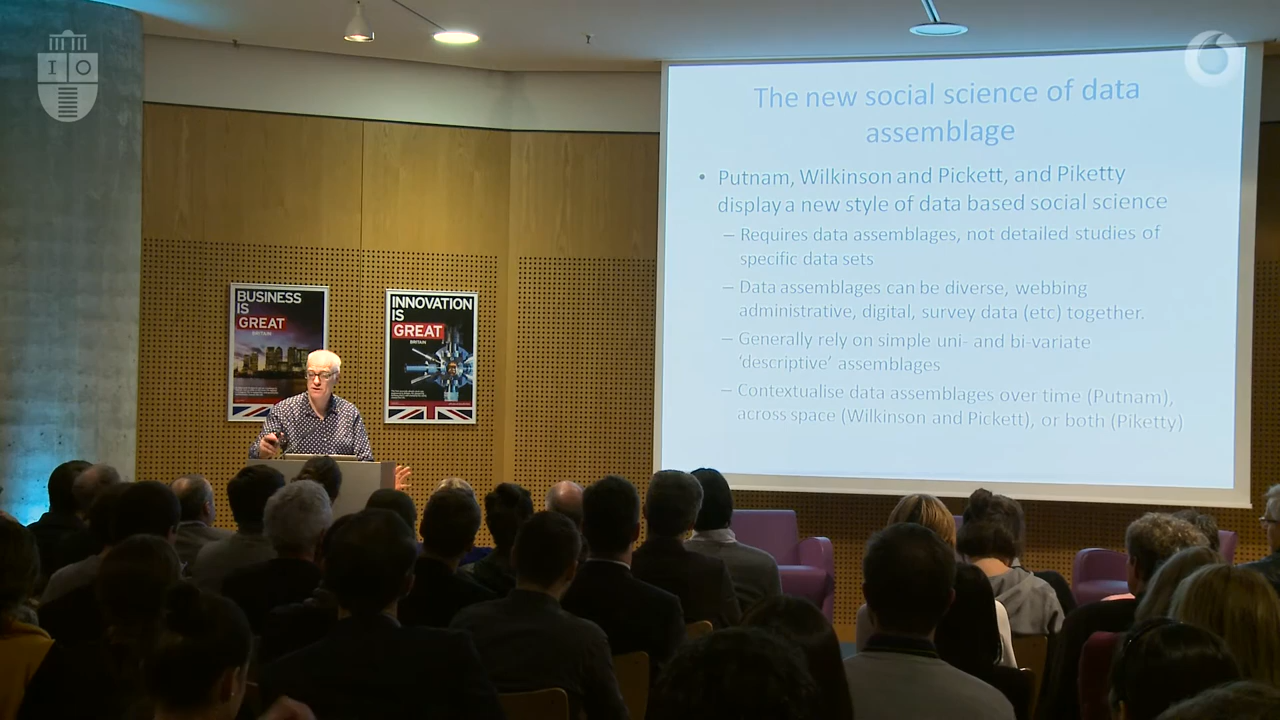 I O
The new social science of data
assemblage
• Putnam, Wilkinson and Pickett, and Piketty
display a new style of data based social science
– Requires data assemblages, not detailed studies of
specific data sets
– Data assemblages can be diverse, webbing
administrative, digital, survey data (etc) together.
– Generally rely on simple uni- and bi-variate
‘descriptive’ assemblages
– Contextualise data assemblages over time (Putnam),
across space (Wilkinson and Pickett), or both (Piketty)
BUSINESS
IS
GREAT
BRITAIN
INNOVATION
IS
GREAT
BRITAIN